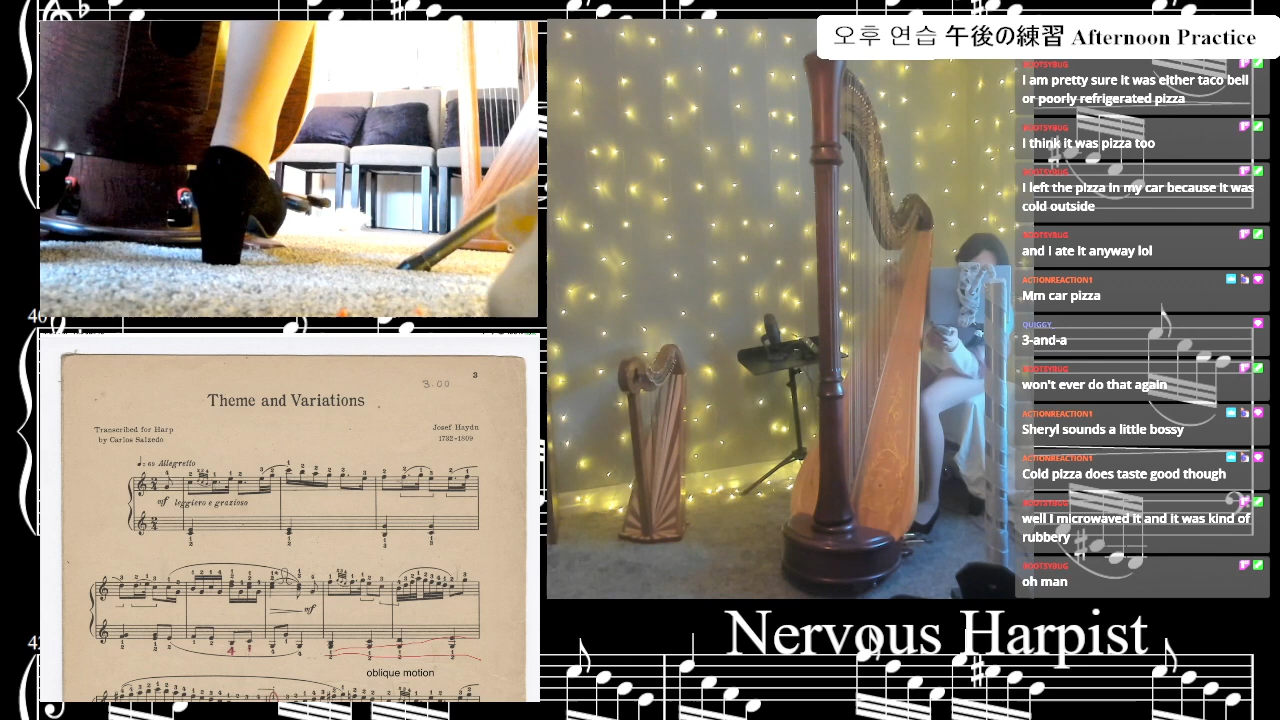 오후 연습 午後の練習 Afternoon Practice
BOOTSYBUG
I am pretty sure it was either taco bell
or poorly refrigerated pizza
BOOTSYBUG
I think it was pizza too
BOOTSYBUG
I left the pizza in my car because it was
cold outside
BOOTSYBUG
and I ate it anyway lol
ACTIONREACTION1
Mm car pizza
QUIGGY
3-and-a
BOOTSYBUG
won't ever do that again
ACTIONREACTION1
Sheryl sounds a little bossy
ACTIONREACTION1
Cold pizza does taste good though
BOOTSYBUG
well I microwaved it and it was kind of
rubbery
BOOTSYBUG
oh man
3
3.00
Theme and Variations
Transcribed for Harp
by Carlos Salzedo
Josef Haydn
1732-1809
Allegretto
mf leggiero e grazioso
mf
oblique motion
Nervous Harpist